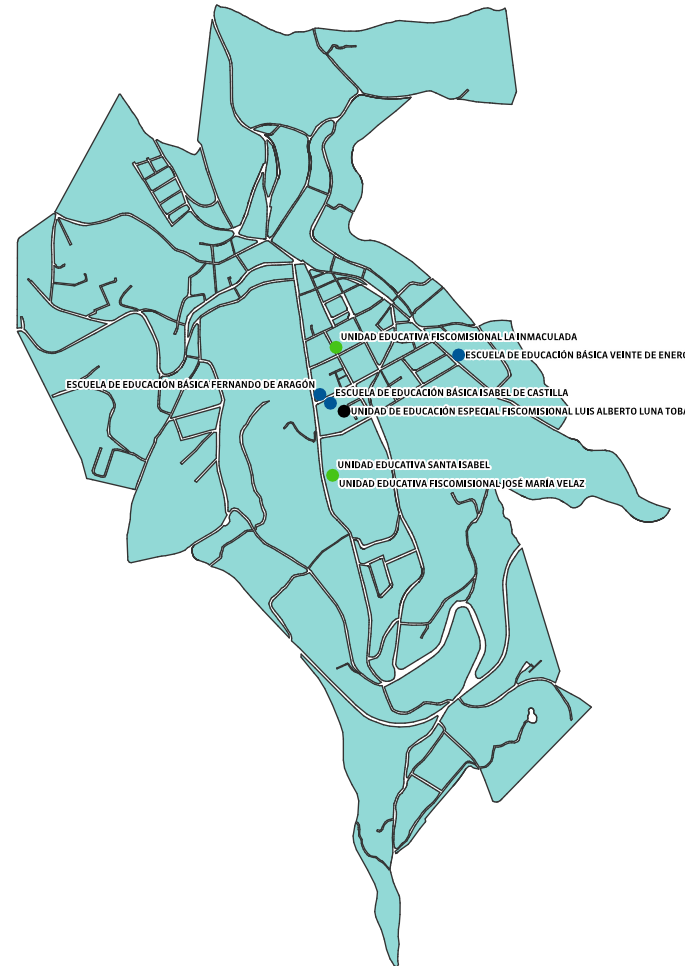 UNIDAD EDUCATIVA FISCOMISIONAL LA INMACULADA
ESCUELA DE EDUCACIÓN BÁSICA VEINTE DE ENERO
ESCUELA DE EDUCACIÓN BÁSICA FERNANDO DE ARAGÓN
ESCUELA DE EDUCACIÓN BÁSICA ISABEL DE CASTILLA
UNIDAD DE EDUCACIÓN ESPECIAL FISCOMISIONAL LUIS ALBERTO LUNA TOBA
UNIDAD EDUCATIVA SANTA ISABEL
UNIDAD EDUCATIVA FISCOMISIONAL JOSÉ MARÍA VELAZ